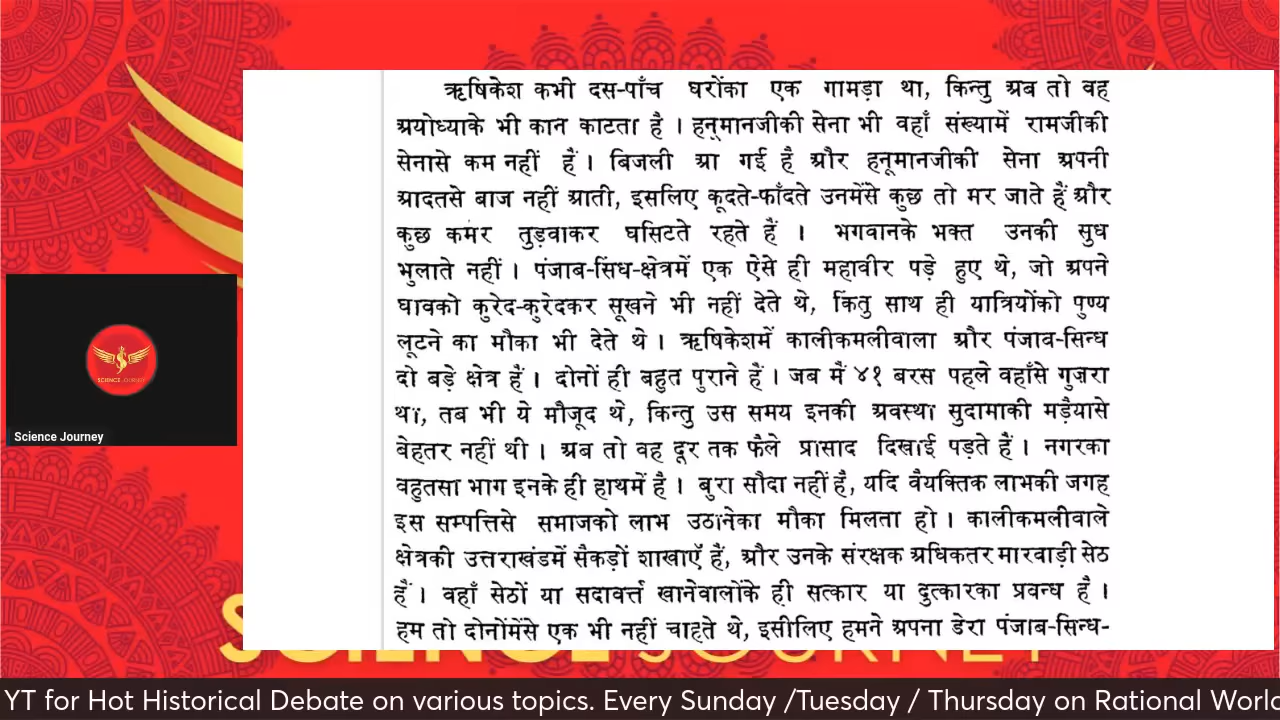 ऋषिकेश कभी दस-पाँच घरोंका एक गामड़ा था, किन्तु अब तो वह
अयोध्याके भी कान काटता है । हनूमानजीकी सेना भी वहाँ संख्यामें रामजीकी
सेनासे कम नहीं हैं । बिजली आ गई है और हनूमानजीकी सेना अपनी
आदतसे बाज नहीं आती, इसलिए कूदते-फाँदते उनमेंसे कुछ तो मर जाते हैं और
कुछ कमर तुड़वाकर घसिटते रहते हैं । भगवानके भक्त उनकी सुध
भुलाते नहीं । पंजाब-सिंध-क्षेत्रमें एक ऐसे ही महावीर पड़े हुए थे, जो अपने
घावको कुरेद-कुरेदकर सूखने भी नहीं देते थे, किंतु साथ ही यात्रियोंको पुण्य
लूटने का मौका भी देते थे । ऋषिकेशमें कालीकमलीवाला और पंजाब-सिन्ध
दो बड़े क्षेत्र हैं । दोनों ही बहुत पुराने हैं । जब मैं ४१ बरस पहले वहाँसे गुज़रा
था, तब भी ये मौजूद थे, किन्तु उस समय इनकी अवस्था सुदामाकी मड़ैयासे
बेहतर नहीं थी । अब तो वह दूर तक फैले प्रासाद दिखाई पड़ते हैं । नगरका
वहुतसा भाग इनके ही हाथमें है । बुरा सौदा नहीं है, यदि वैयक्तिक लाभकी जगह
इस सम्पत्तिसे समाजको लाभ उठानेका मौका मिलता हो । कालीकमलीवाले
क्षेत्रकी उत्तराखंडमें सैकड़ों शाखाएँ हैं, और उनके संरक्षक अधिकतर मारवाड़ी सेठ
हैं । वहाँ सेठों या सदावर्त्त खानेवालोंके ही सत्कार या दुत्कारका प्रवन्ध है ।
हम तो दोनोंमेंसे एक भी नहीं चाहते थे, इसीलिए हमने अपना डेरा पंजाब-सिन्ध-
SCIENCE JOURNEY
Science Journey
SCIENCE JOURNEY
YT for Hot Historical Debate on various topics. Every Sunday /Tuesday / Thursday on Rational World